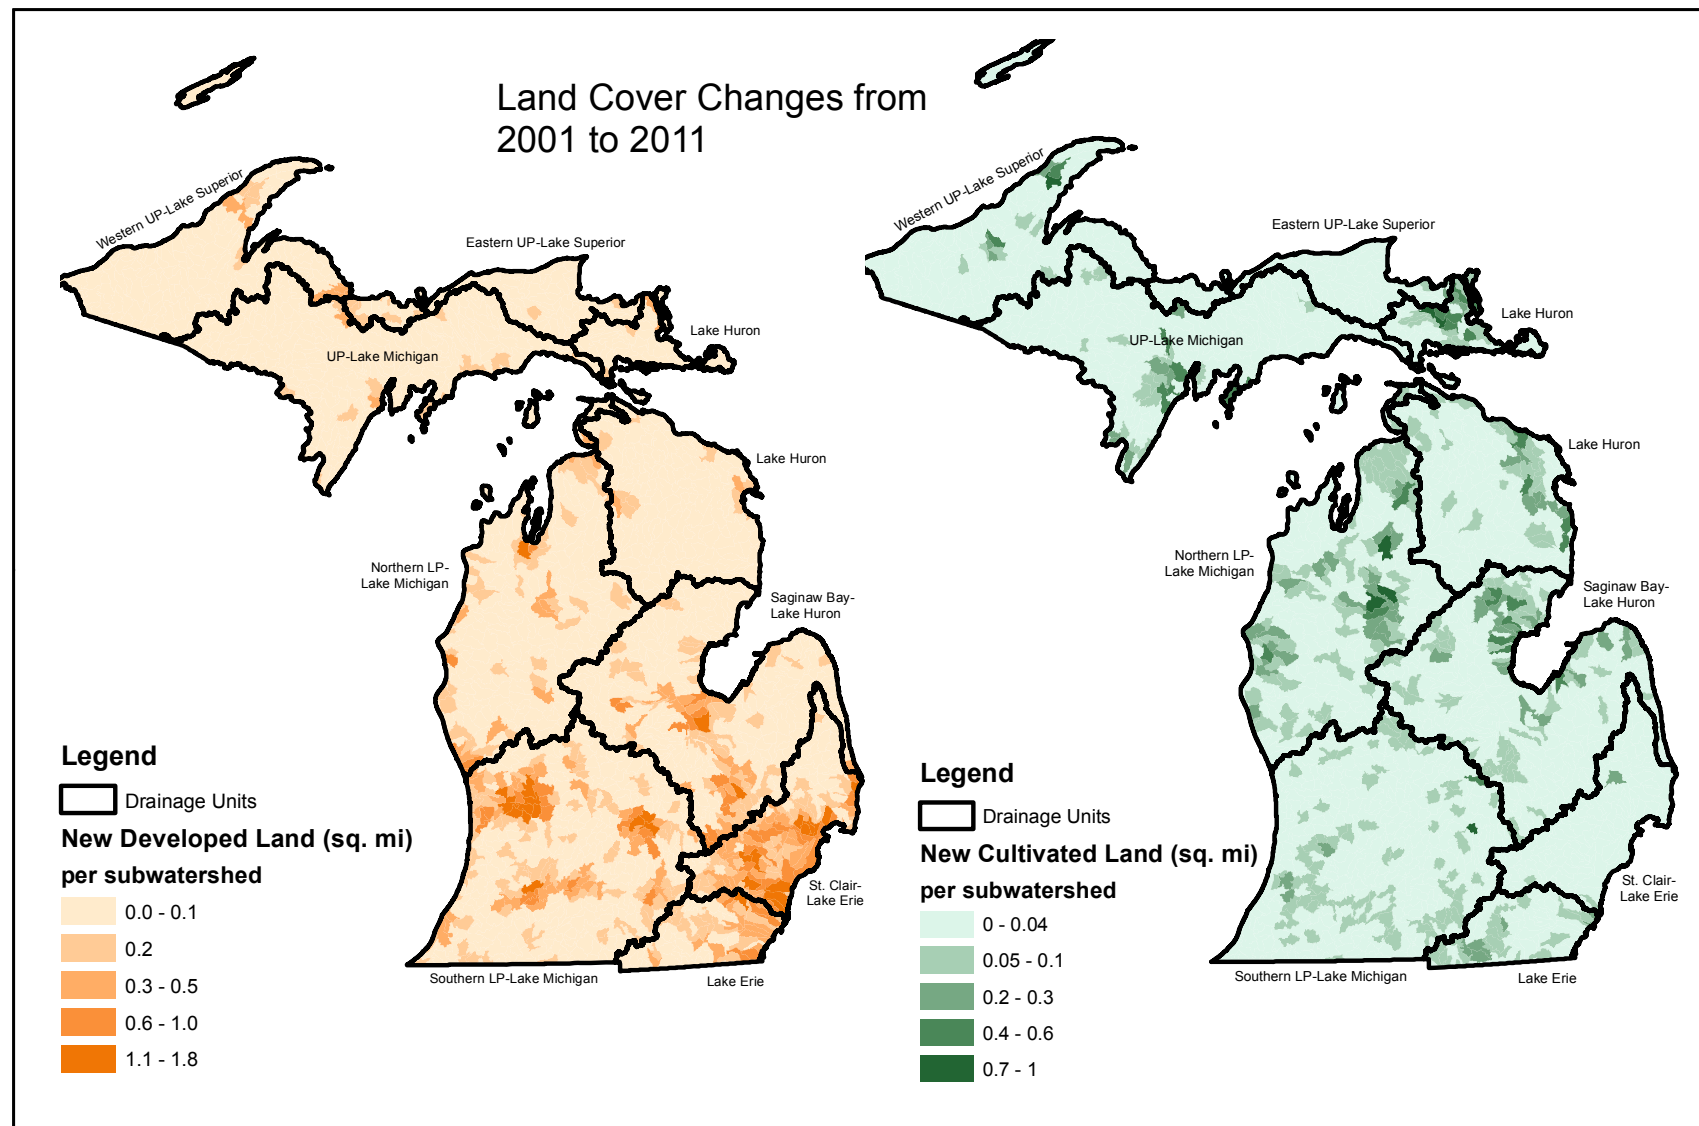 Land Cover Changes from
2001 to 2011
Western UP-Lake Superior
Eastern UP-Lake Superior
Lake Huron
UP-Lake Michigan
Lake Huron
Northern LP-
Lake Michigan
Saginaw Bay-
Lake Huron
St. Clair-
Lake Erie
Southern LP-Lake Michigan
Lake Erie
Legend
Drainage Units
New Developed Land (sq. mi)
per subwatershed
0.0 - 0.1
0.2
0.3 - 0.5
0.6 - 1.0
1.1 - 1.8
Western UP-Lake Superior
Eastern UP-Lake Superior
Lake Huron
UP-Lake Michigan
Lake Huron
Northern LP-
Lake Michigan
Saginaw Bay-
Lake Huron
St. Clair-
Lake Erie
Southern LP-Lake Michigan
Lake Erie
Legend
Drainage Units
New Cultivated Land (sq. mi)
per subwatershed
0 - 0.04
0.05 - 0.1
0.2 - 0.3
0.4 - 0.6
0.7 - 1